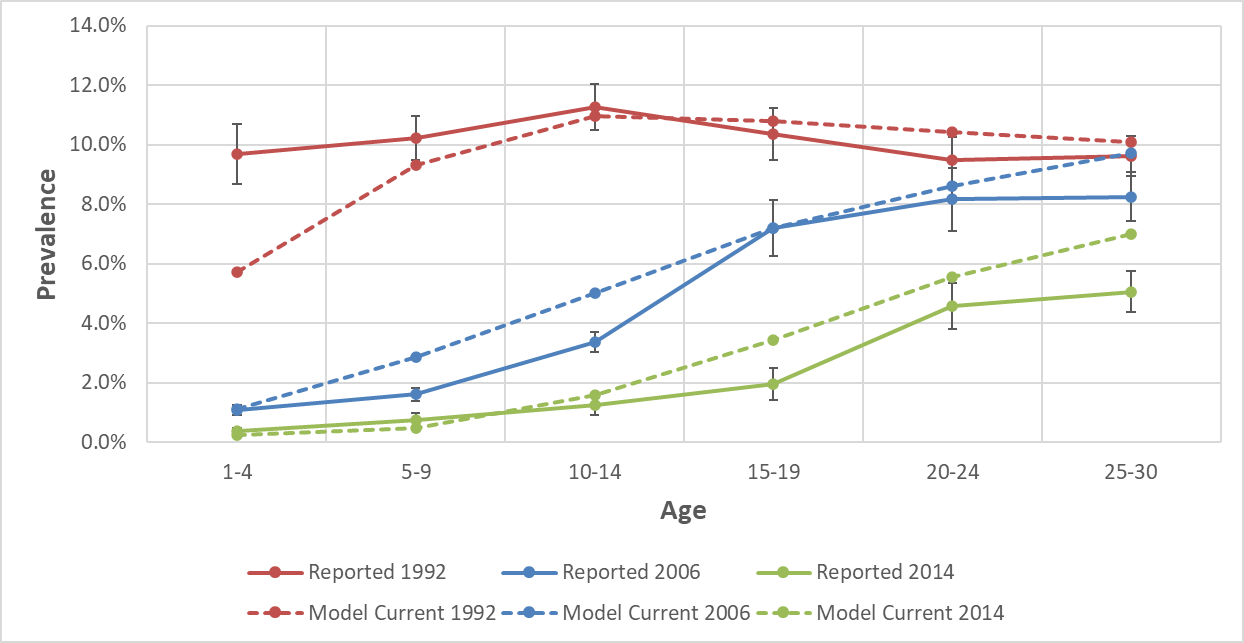 14.0%
12.0%
10.0%
8.0%
6.0%
4.0%
2.0%
0.0%
Prevalence
1-4 5-9 10-14 15-19 20-24 25-30
Age
Reported 1992 Reported 2006 Reported 2014
Model Current 1992 Model Current 2006 Model Current 2014